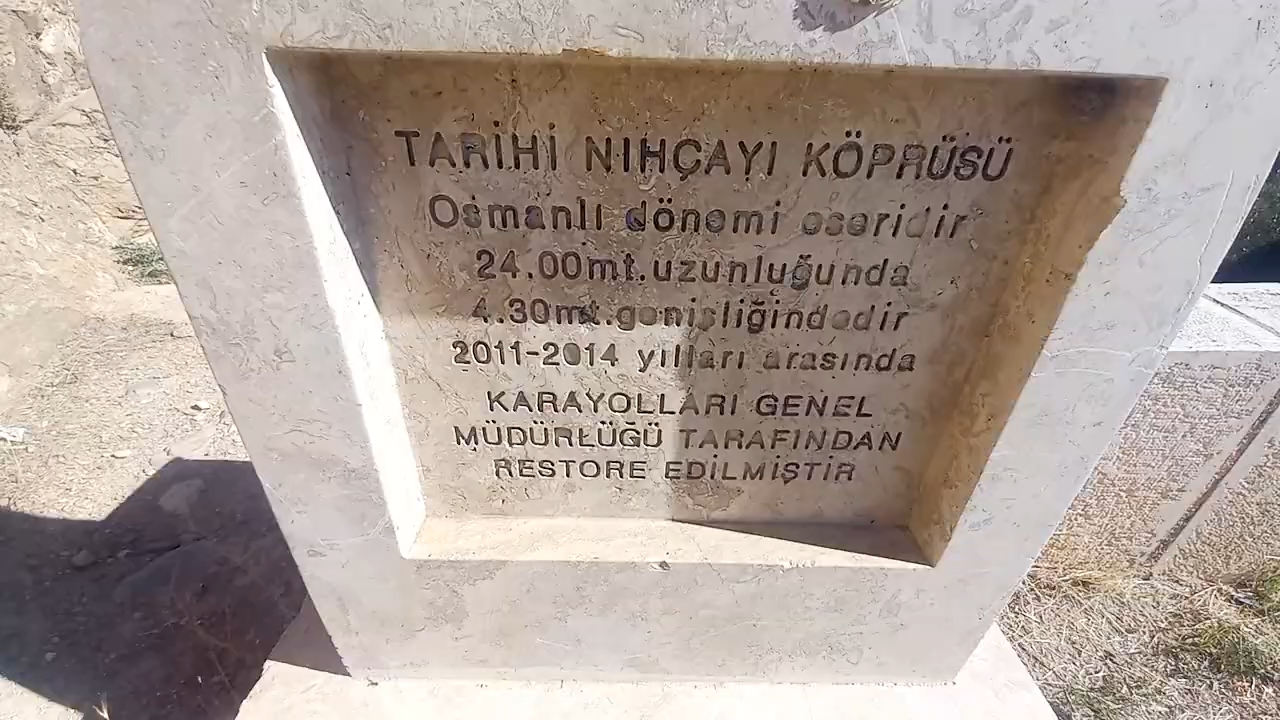 TARİHİ NIHÇAYI KÖPRÜSÜ
Osmanlı dönemi eseridir
24.00mt.uzunluğunda
4.30mt.genişliğindedir
2011-2014 yılları arasında
KARAYOLLARI GENEL
MÜDÜRLÜĞÜ TARAFINDAN
RESTORE EDİLMİŞTİR